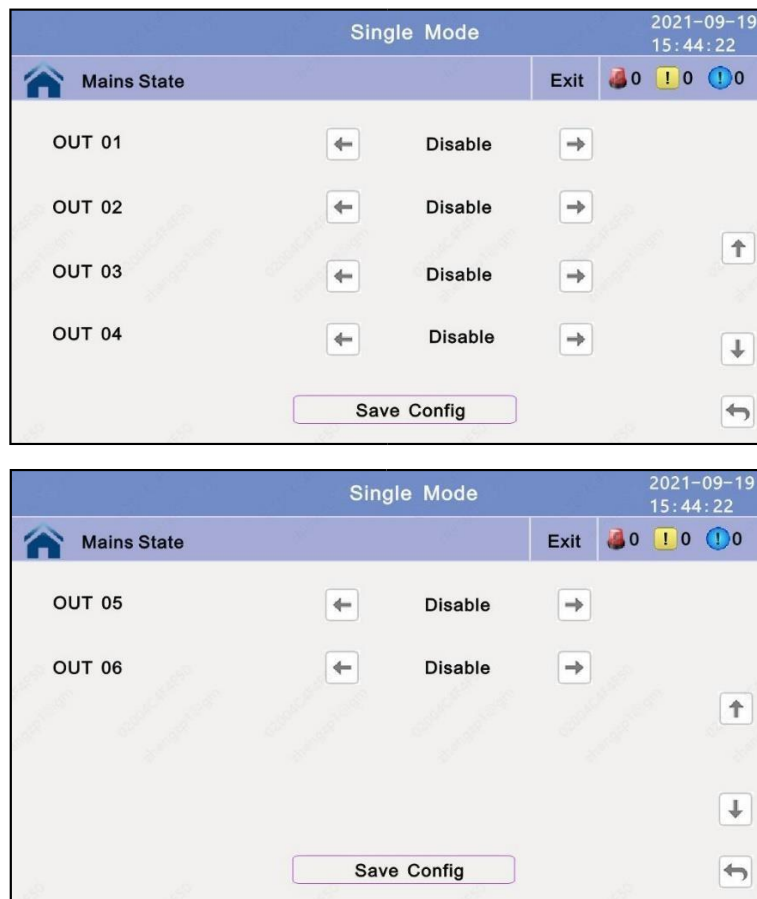 Single Mode
2021-09-19
15:44:22
Mains State Exit 0 ! 0 ! 0
OUT 01 Disable
OUT 02 Disable
OUT 03 Disable
OUT 04 Disable
Save Config
Single Mode
2021-09-19
15:44:22
Mains State Exit 0 ! 0 ! 0
OUT 05 Disable
OUT 06 Disable
Save Config